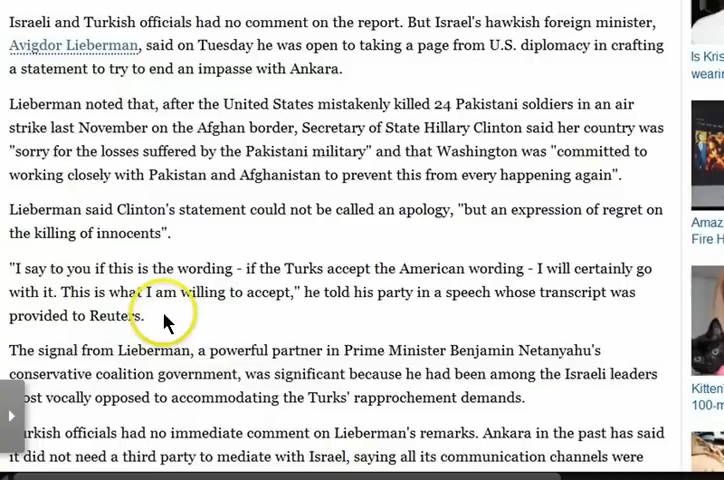 Israeli and Turkish officials had no comment on the report. But Israel's hawkish foreign minister,
Avigdor Lieberman, said on Tuesday he was open to taking a page from U.S. diplomacy in crafting
a statement to try to end an impasse with Ankara.
Lieberman noted that, after the United States mistakenly killed 24 Pakistani soldiers in an air
strike last November on the Afghan border, Secretary of State Hillary Clinton said her country was
"sorry for the losses suffered by the Pakistani military" and that Washington was "committed to
working closely with Pakistan and Afghanistan to prevent this from every happening again".
Lieberman said Clinton's statement could not be called an apology, "but an expression of regret on
the killing of innocents".
"I say to you if this is the wording - if the Turks accept the American wording - I will certainly go
with it. This is what I am willing to accept," he told his party in a speech whose transcript was
provided to Reuters.
The signal from Lieberman, a powerful partner in Prime Minister Benjamin Netanyahu's
conservative coalition government, was significant because he had been among the Israeli leaders
ost vocally opposed to accommodating the Turks' rapprochement demands.
urkish officials had no immediate comment on Lieberman's remarks. Ankara in the past has said
it did not need a third party to mediate with Israel, saying all its communication channels were
Is Kris
wearin
Amaz
Fire H
Kitten
100-m